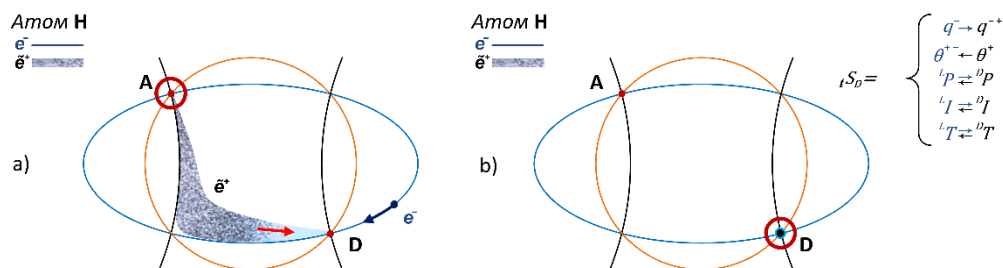 Атом H
e⁻
ẽ⁺
A
a)
ẽ⁺
e⁻
D
Атом H
e⁻
ẽ⁺
A
b)
D
ₜS_D =
q⁻ → q⁻⁺
θ⁺⁻ ← θ⁺
ᴸP ⇄ ᴰP
ᴸI ⇄ ᴰI
ᴸT ⇄ ᴰT